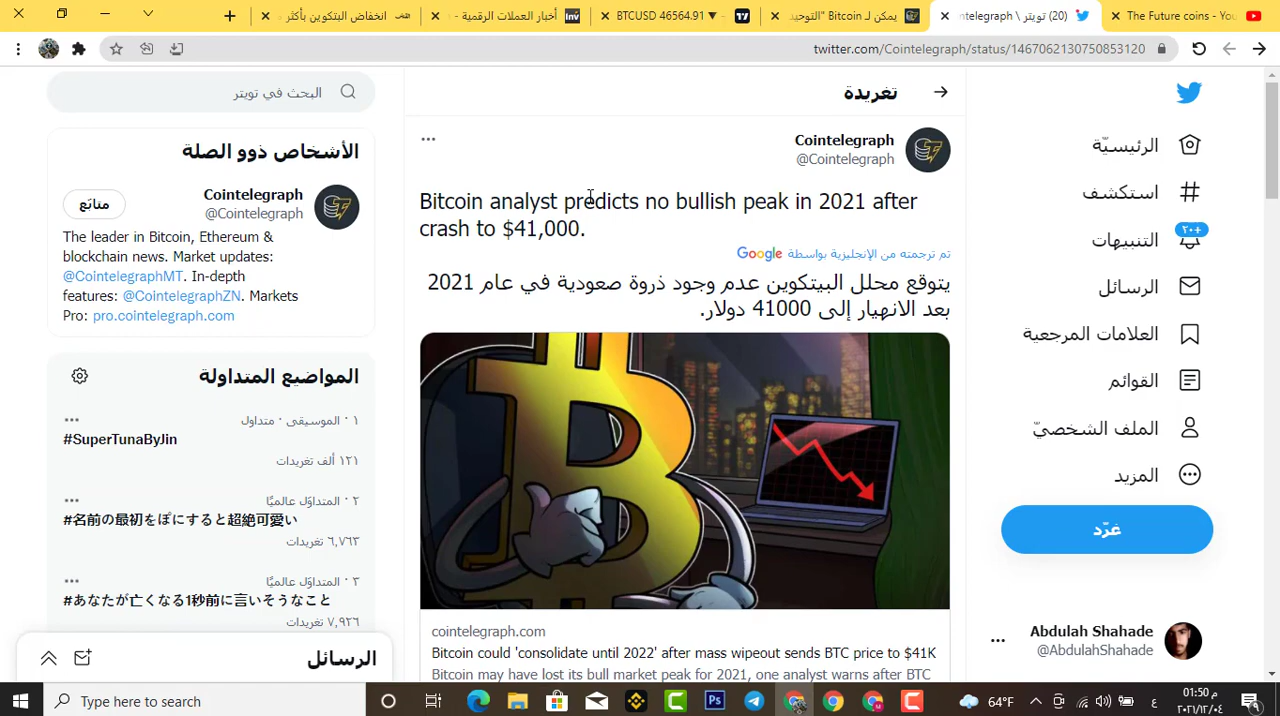 انخفاض البتكوين بأكثر
أخبار العملات الرقمية -
BTCUSD 46564.91 ▼
يمكن لـ Bitcoin "التوحيد
(20) تويتر \ ntelegraph
The Future coins - You
twitter.com/Cointelegraph/status/1467062130750853120
البحث في تويتر
الأشخاص ذوو الصلة
Cointelegraph
@Cointelegraph
متابَع
The leader in Bitcoin, Ethereum &
blockchain news. Market updates:
@CointelegraphMT. In-depth
features: @CointelegraphZN. Markets
Pro: pro.cointelegraph.com
المواضيع المتداولة
١ · الموسيقى · متداول
#SuperTunaByJin
١٢١ ألف تغريدات
٢ · المتداوَل عالميًا
#名前の最初をぽにすると超絶可愛い
٦,٧٦٣ تغريدات
٣ · المتداوَل عالميًا
#あなたが亡くなる1秒前に言いそうなこと
٧,٩٢٦ تغريدات
الرسائل
تغريدة
Cointelegraph
@Cointelegraph
Bitcoin analyst predicts no bullish peak in 2021 after
crash to $41,000.
تم ترجمته من الإنجليزية بواسطة Google
يتوقع محلل البيتكوين عدم وجود ذروة صعودية في عام 2021
بعد الانهيار إلى 41000 دولار.
cointelegraph.com
Bitcoin could 'consolidate until 2022' after mass wipeout sends BTC price to $41K
Bitcoin may have lost its bull market peak for 2021, one analyst warns after BTC
الرئيسيّة
استكشف
التنبيهات
+٢٠
الرسائل
العلامات المرجعية
القوائم
الملف الشخصيّ
المزيد
غرّد
Abdulah Shahade
@AbdulahShahade
Type here to search
64°F
ع
٠١:٥٠ م
٢٠٢١/١٢/٠٤